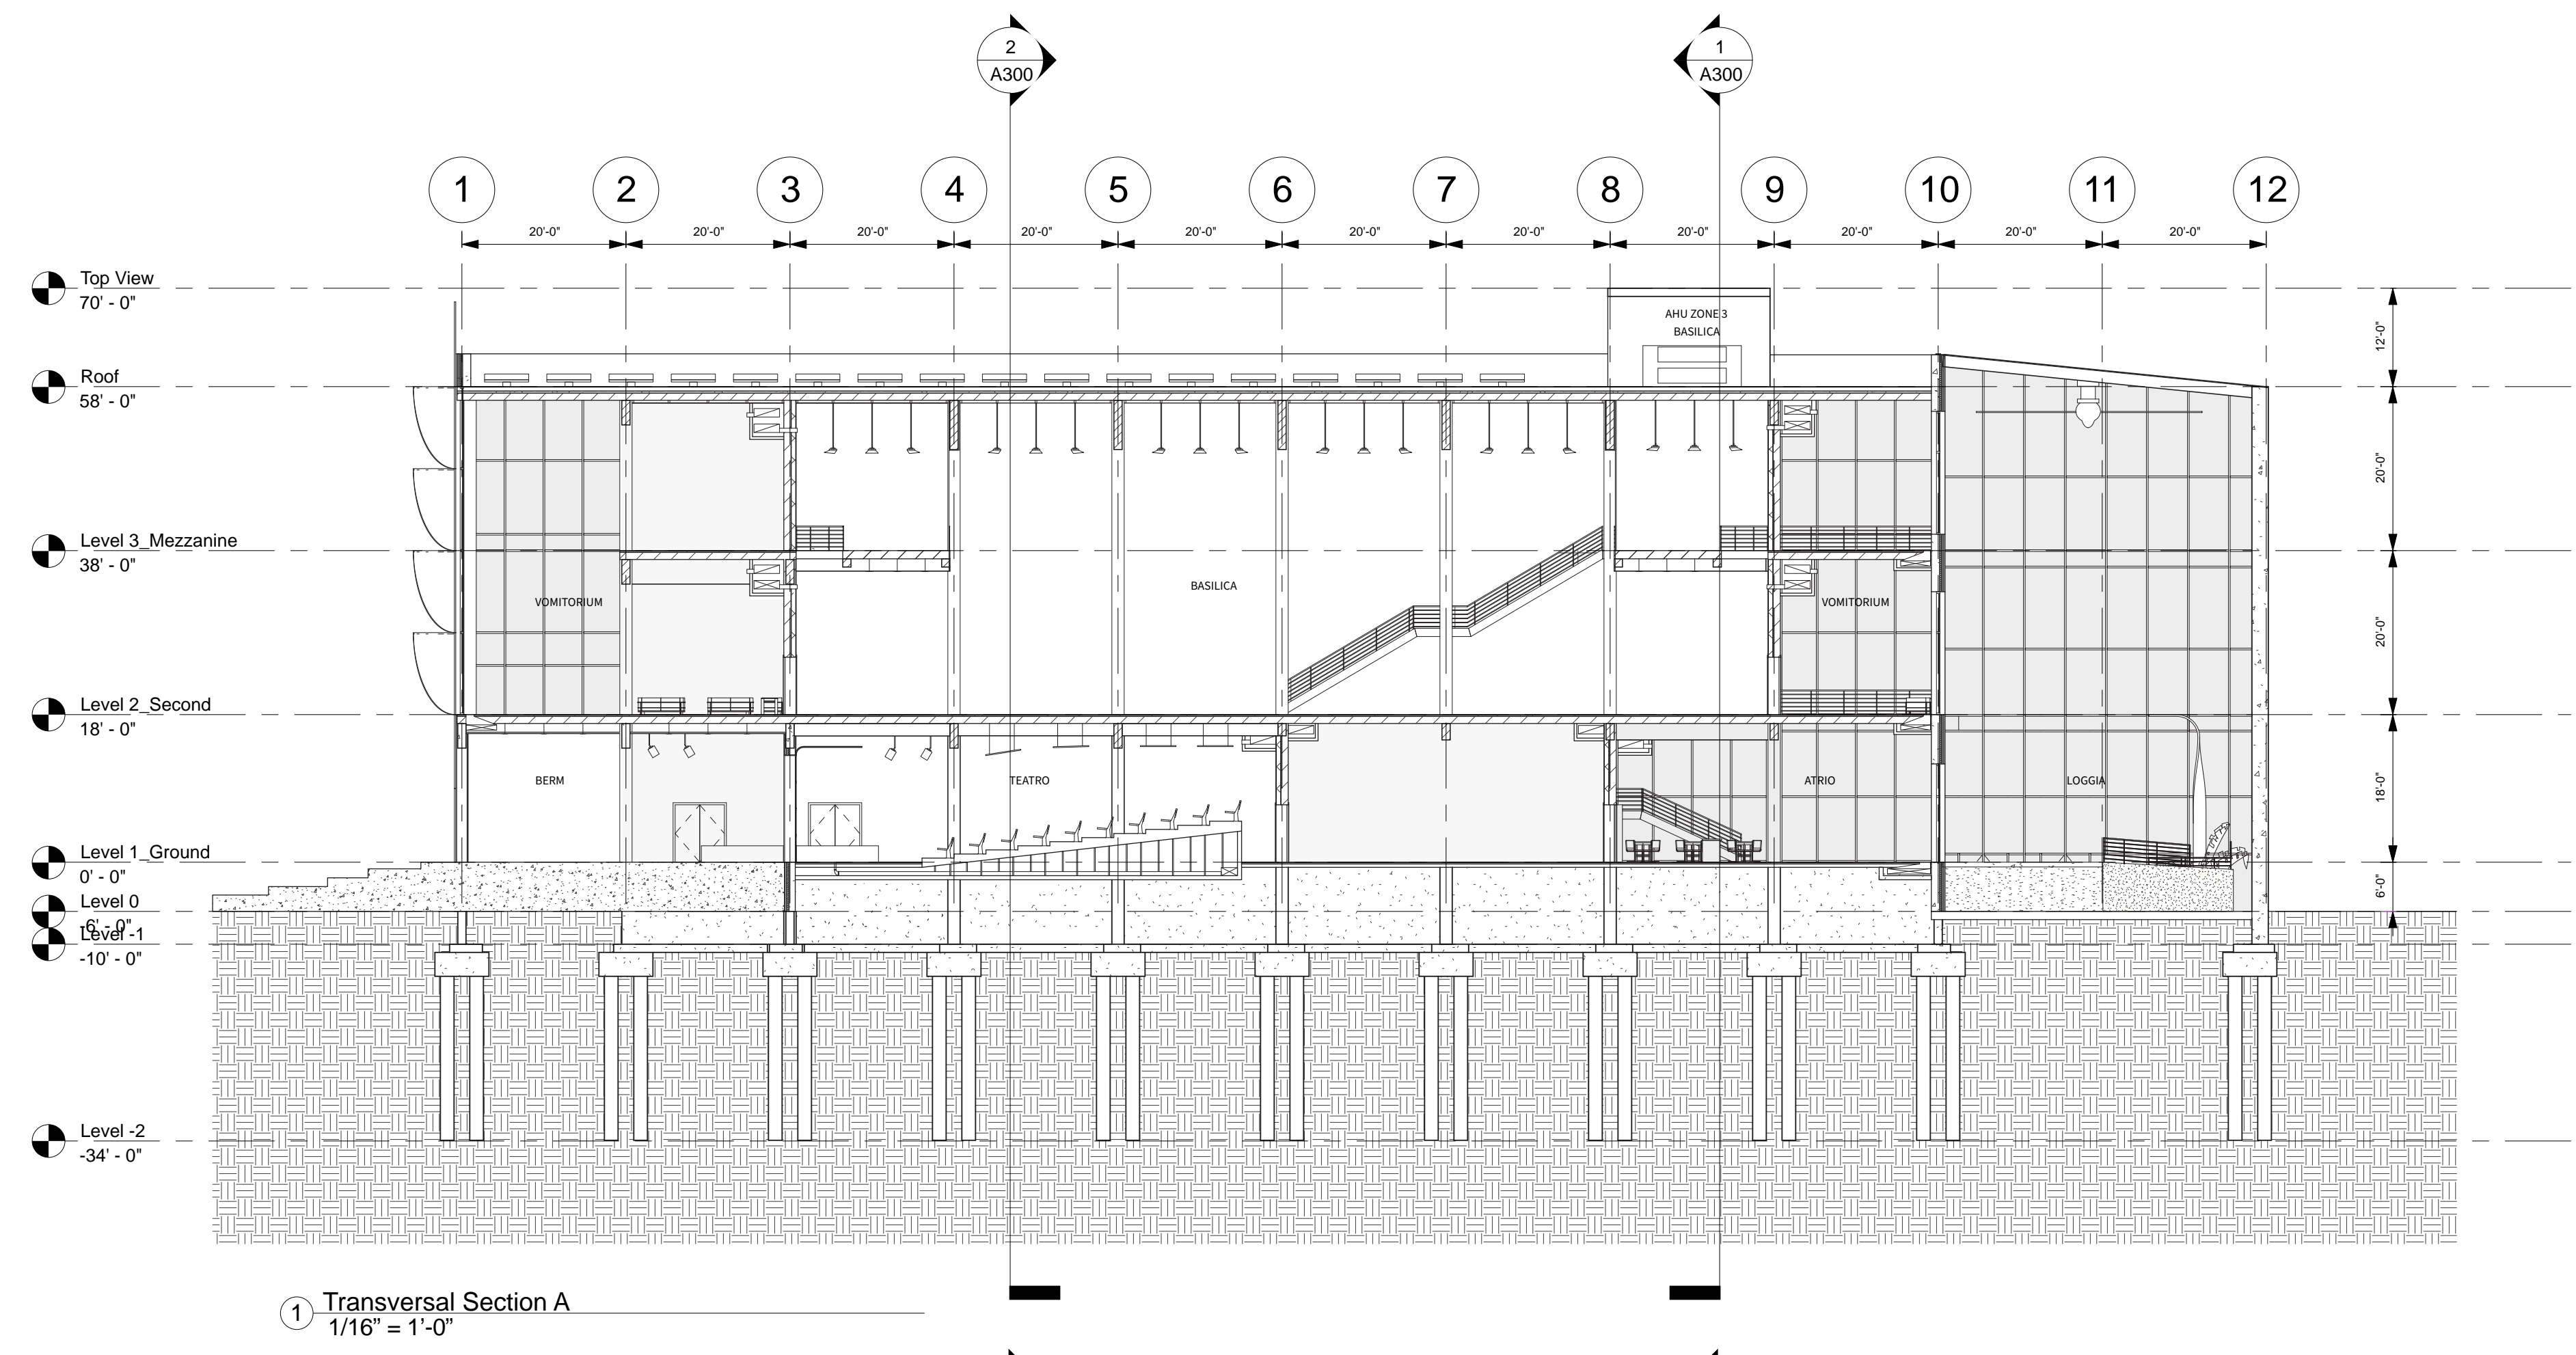 2
A300
1
A300
1 2 3 4 5 6 7 8 9 10 11 12
20'-0" 20'-0" 20'-0" 20'-0" 20'-0" 20'-0" 20'-0" 20'-0" 20'-0" 20'-0" 20'-0"
Top View
70' - 0"
AHU ZONE 3
BASILICA
12'-0"
Roof
58' - 0"
20'-0"
Level 3_Mezzanine
38' - 0"
BASILICA
VOMITORIUM
VOMITORIUM
20'-0"
Level 2_Second
18' - 0"
BERM
TEATRO
ATRIO
LOGGIA
18'-0"
Level 1_Ground
0' - 0"
6'-0"
Level 0
-6' - 0"
Level -1
-10' - 0"
Level -2
-34' - 0"
1
Transversal Section A
1/16” = 1’-0”